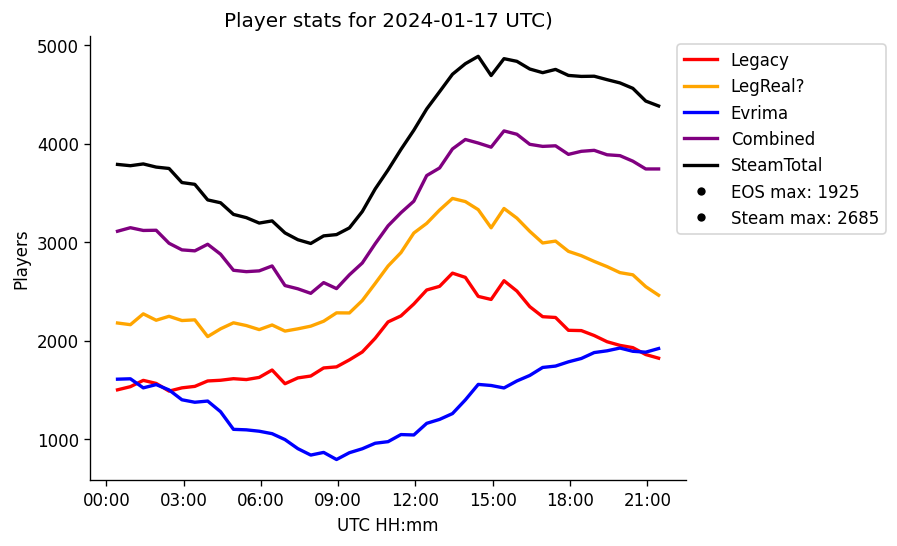 Player stats for 2024-01-17 UTC)
5000
4000
3000
2000
1000
Players
00:00 03:00 06:00 09:00 12:00 15:00 18:00 21:00
UTC HH:mm
Legacy
LegReal?
Evrima
Combined
SteamTotal
EOS max: 1925
Steam max: 2685